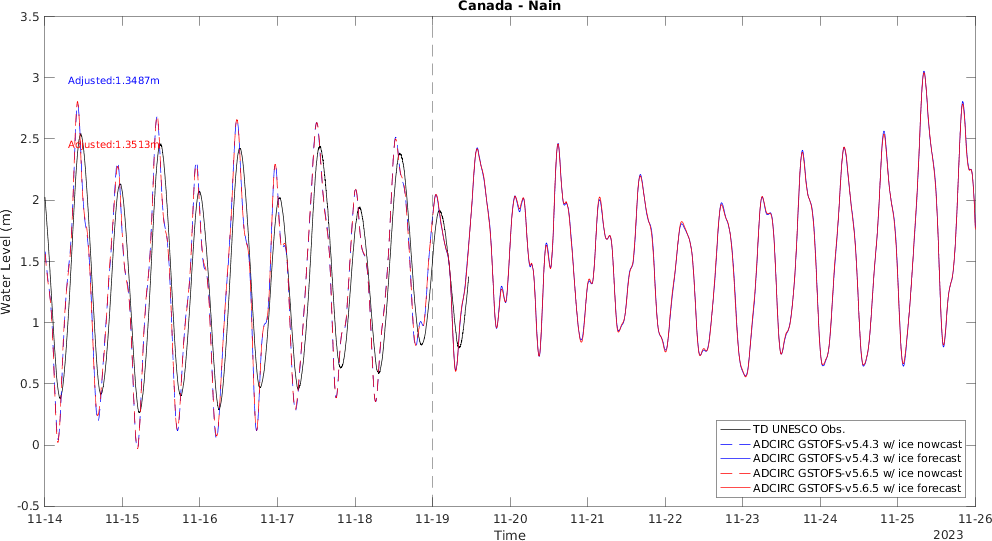 Canada - Nain
3.5
3
2.5
2
1.5
1
0.5
0
-0.5
Water Level (m)
Adjusted:1.3487m
Adjusted:1.3513m
TD UNESCO Obs.
ADCIRC GSTOFS-v5.4.3 w/ ice nowcast
ADCIRC GSTOFS-v5.4.3 w/ ice forecast
ADCIRC GSTOFS-v5.6.5 w/ ice nowcast
ADCIRC GSTOFS-v5.6.5 w/ ice forecast
11-14 11-15 11-16 11-17 11-18 11-19 11-20 11-21 11-22 11-23 11-24 11-25 11-26
Time
2023